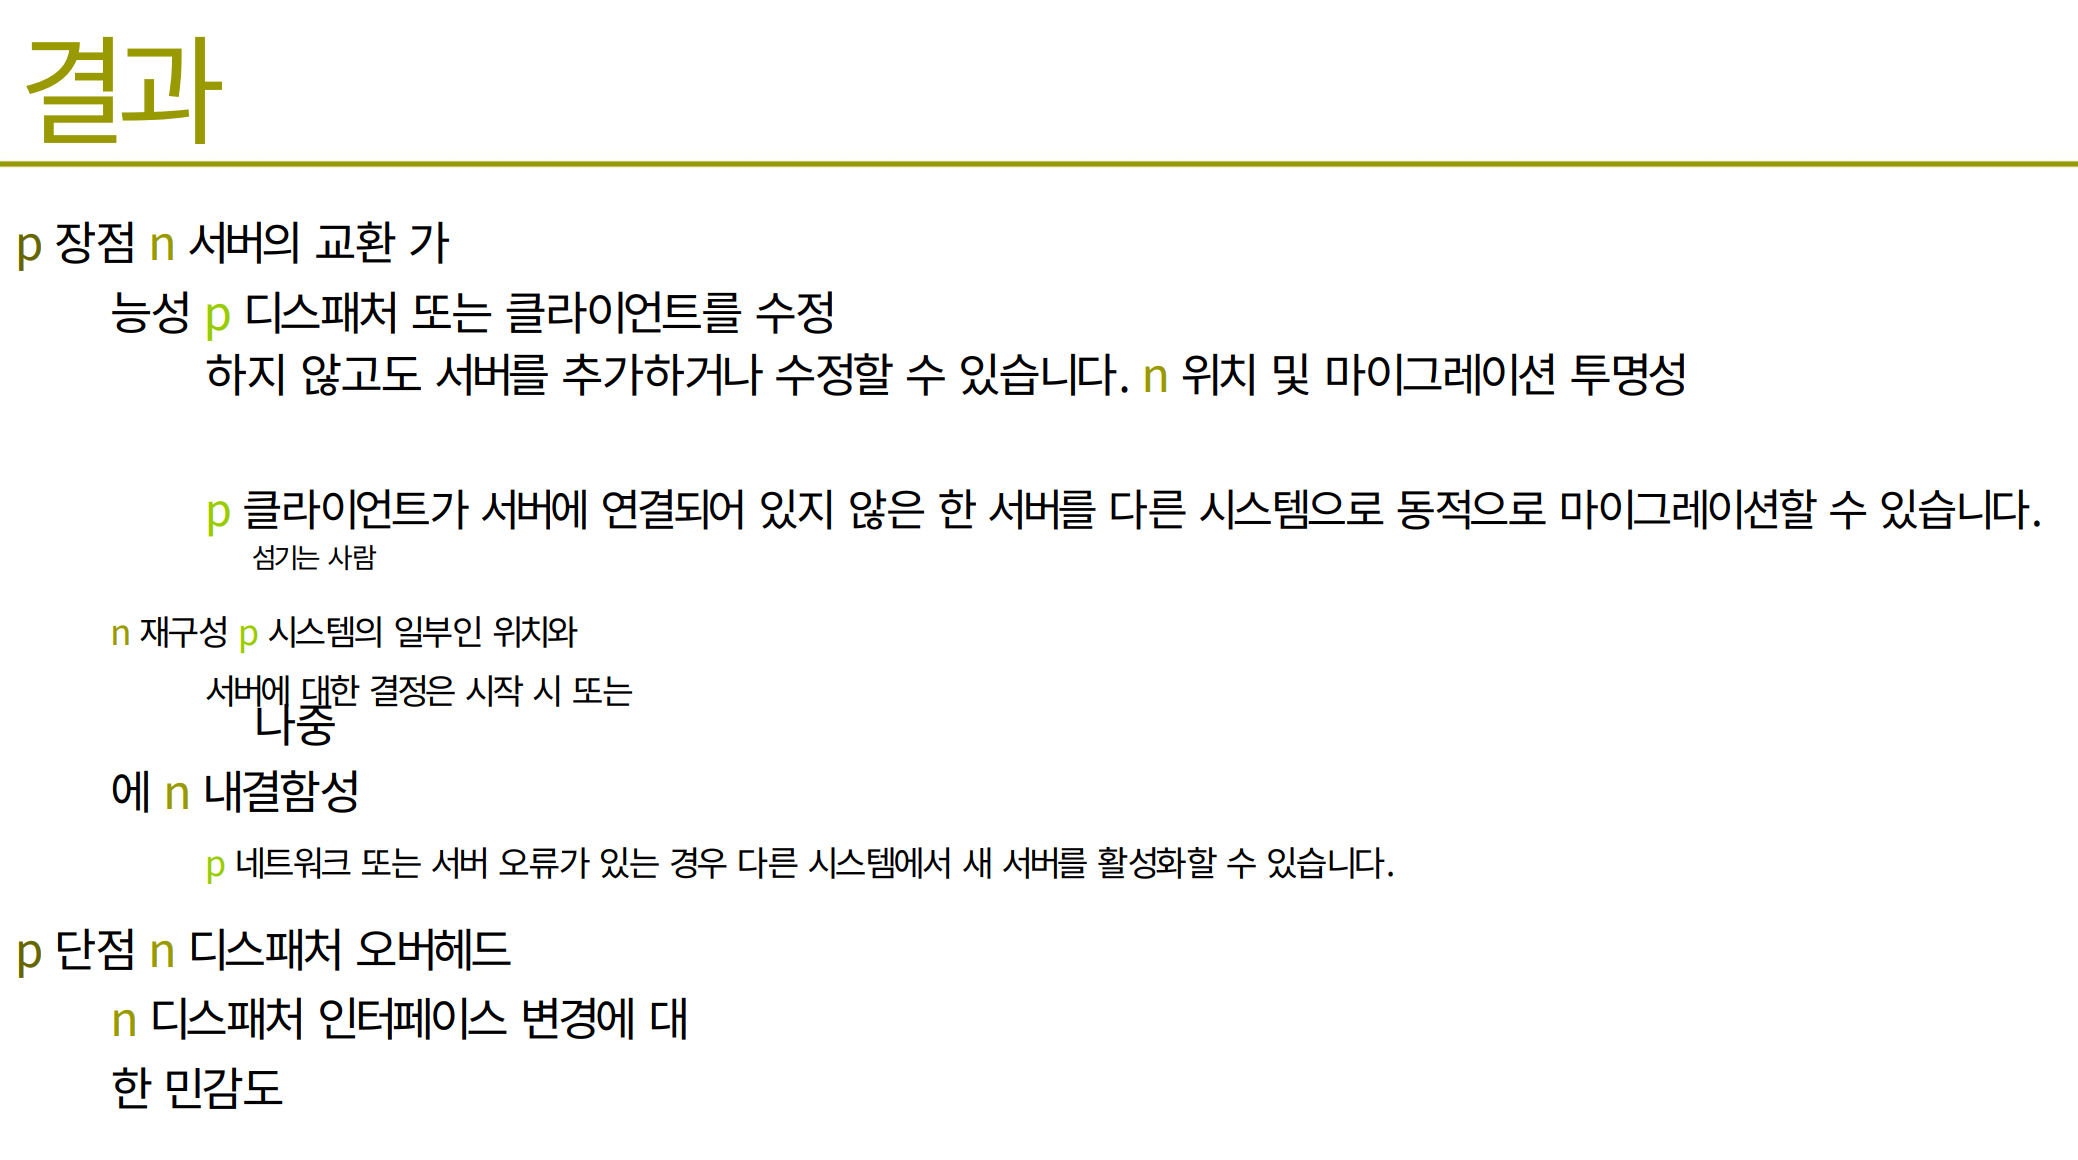 결과
p 장점 n 서버의 교환 가
능성 p 디스패처 또는 클라이언트를 수정
하지 않고도 서버를 추가하거나 수정할 수 있습니다. n 위치 및 마이그레이션 투명성
p 클라이언트가 서버에 연결되어 있지 않은 한 서버를 다른 시스템으로 동적으로 마이그레이션할 수 있습니다.
섬기는 사람
n 재구성 p 시스템의 일부인 위치와
서버에 대한 결정은 시작 시 또는
나중
에 n 내결함성
p 네트워크 또는 서버 오류가 있는 경우 다른 시스템에서 새 서버를 활성화할 수 있습니다.
p 단점 n 디스패처 오버헤드
n 디스패처 인터페이스 변경에 대
한 민감도